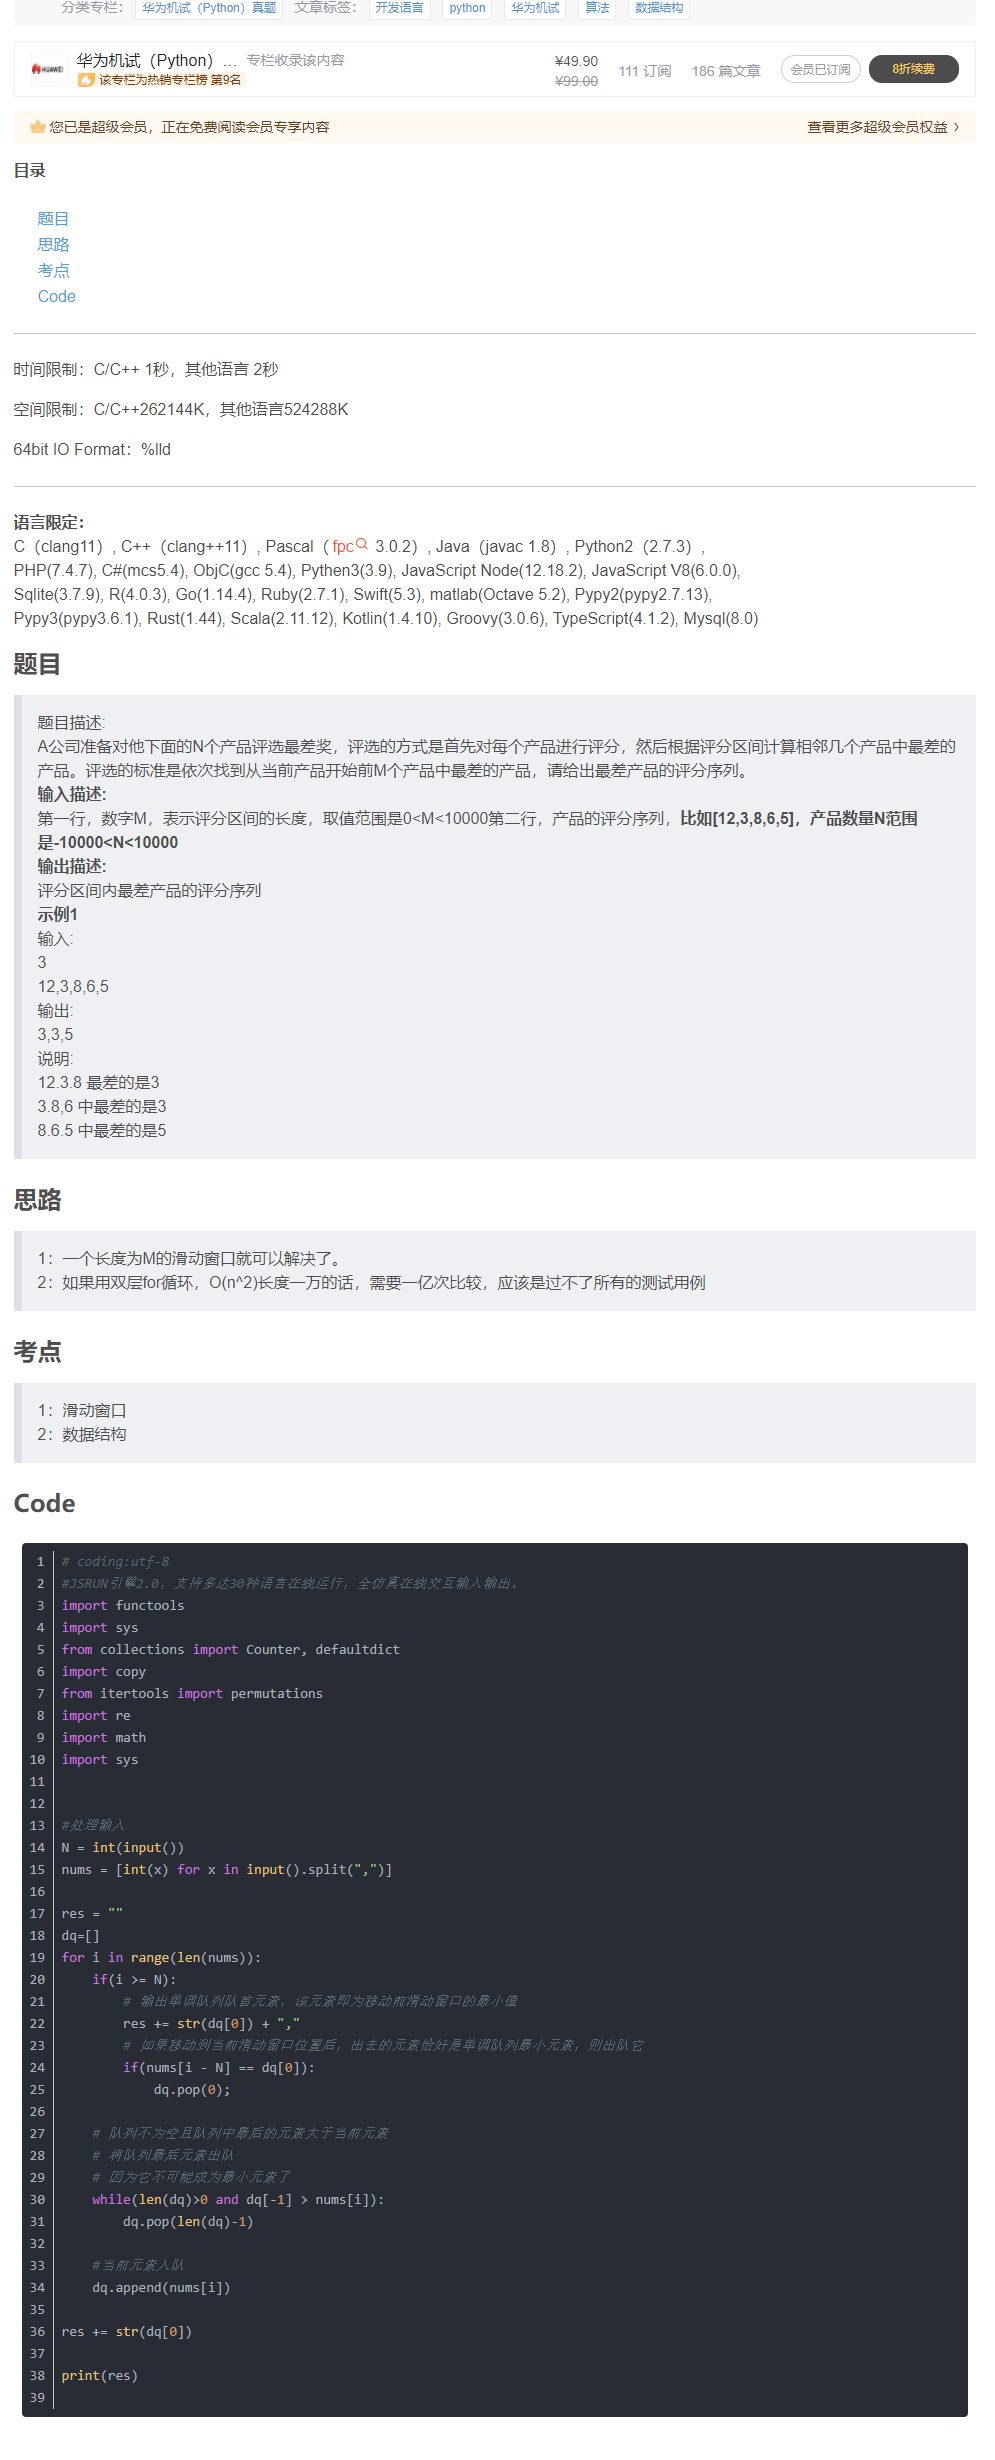 分类专栏： 华为机试（Python）真题 文章标签： 开发语言 python 华为机试 算法 数据结构
HUAWEI 华为机试（Python）... 专栏收录该内容 ¥49.90 111 订阅 186 篇文章 会员已订阅 8折续费
该专栏为热销专栏榜 第9名 ¥99.00
您已是超级会员，正在免费阅读会员专享内容 查看更多超级会员权益 >
目录
题目
思路
考点
Code
时间限制：C/C++ 1秒，其他语言 2秒
空间限制：C/C++262144K，其他语言524288K
64bit IO Format：%lld
语言限定：
C（clang11）, C++（clang++11）, Pascal（fpc 3.0.2）, Java（javac 1.8）, Python2（2.7.3）,
PHP(7.4.7), C#(mcs5.4), ObjC(gcc 5.4), Pythen3(3.9), JavaScript Node(12.18.2), JavaScript V8(6.0.0),
Sqlite(3.7.9), R(4.0.3), Go(1.14.4), Ruby(2.7.1), Swift(5.3), matlab(Octave 5.2), Pypy2(pypy2.7.13),
Pypy3(pypy3.6.1), Rust(1.44), Scala(2.11.12), Kotlin(1.4.10), Groovy(3.0.6), TypeScript(4.1.2), Mysql(8.0)
题目
题目描述:
A公司准备对他下面的N个产品评选最差奖，评选的方式是首先对每个产品进行评分，然后根据评分区间计算相邻几个产品中最差的
产品。评选的标准是依次找到从当前产品开始前M个产品中最差的产品，请给出最差产品的评分序列。
输入描述:
第一行，数字M，表示评分区间的长度，取值范围是0<M<10000第二行，产品的评分序列，比如[12,3,8,6,5]，产品数量N范围
是-10000<N<10000
输出描述:
评分区间内最差产品的评分序列
示例1
输入:
3
12,3,8,6,5
输出:
3,3,5
说明:
12.3.8 最差的是3
3.8,6 中最差的是3
8.6.5 中最差的是5
思路
1：一个长度为M的滑动窗口就可以解决了。
2：如果用双层for循环，O(n^2)长度一万的话，需要一亿次比较，应该是过不了所有的测试用例
考点
1：滑动窗口
2：数据结构
Code
1 # coding:utf-8
2 #JSRUN引擎2.0，支持多达30种语言在线运行，全仿真在线交互输入输出。
3 import functools
4 import sys
5 from collections import Counter, defaultdict
6 import copy
7 from itertools import permutations
8 import re
9 import math
10 import sys
11
12
13 #处理输入
14 N = int(input())
15 nums = [int(x) for x in input().split(",")]
16
17 res = ""
18 dq=[]
19 for i in range(len(nums)):
20     if(i >= N):
21         # 输出单调队列队首元素，该元素即为移动前滑动窗口的最小值
22         res += str(dq[0]) + ","
23         # 如果移动到当前滑动窗口位置后，出去的元素恰好是单调队列最小元素，则出队它
24         if(nums[i - N] == dq[0]):
25             dq.pop(0);
26
27     # 队列不为空且队列中最后的元素大于当前元素
28     # 将队列最后元素出队
29     # 因为它不可能成为最小元素了
30     while(len(dq)>0 and dq[-1] > nums[i]):
31         dq.pop(len(dq)-1)
32
33     #当前元素入队
34     dq.append(nums[i])
35
36 res += str(dq[0])
37
38 print(res)
39